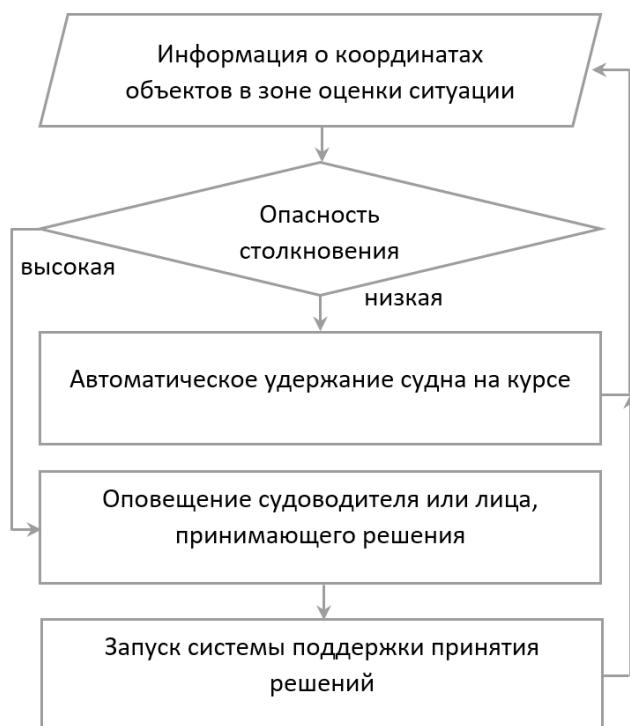 Информация о координатах
объектов в зоне оценки ситуации
Опасность
столкновения
высокая
низкая
Автоматическое удержание судна на курсе
Оповещение судоводителя или лица,
принимающего решения
Запуск системы поддержки принятия
решений